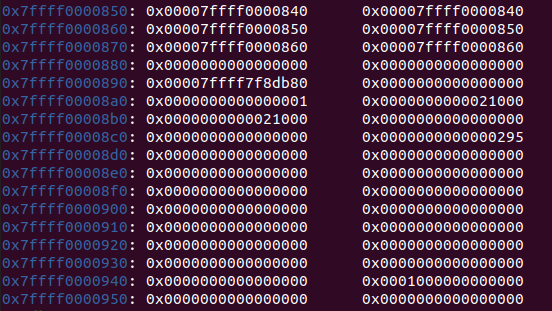 0x7ffff0000850: 0x00007ffff0000840 0x00007ffff0000840
0x7ffff0000860: 0x00007ffff0000850 0x00007ffff0000850
0x7ffff0000870: 0x00007ffff0000860 0x00007ffff0000860
0x7ffff0000880: 0x0000000000000000 0x0000000000000000
0x7ffff0000890: 0x00007ffff7f8db80 0x0000000000000000
0x7ffff00008a0: 0x0000000000000001 0x0000000000021000
0x7ffff00008b0: 0x0000000000021000 0x0000000000000000
0x7ffff00008c0: 0x0000000000000000 0x0000000000000295
0x7ffff00008d0: 0x0000000000000000 0x0000000000000000
0x7ffff00008e0: 0x0000000000000000 0x0000000000000000
0x7ffff00008f0: 0x0000000000000000 0x0000000000000000
0x7ffff0000900: 0x0000000000000000 0x0000000000000000
0x7ffff0000910: 0x0000000000000000 0x0000000000000000
0x7ffff0000920: 0x0000000000000000 0x0000000000000000
0x7ffff0000930: 0x0000000000000000 0x0000000000000000
0x7ffff0000940: 0x0000000000000000 0x0001000000000000
0x7ffff0000950: 0x0000000000000000 0x0000000000000000